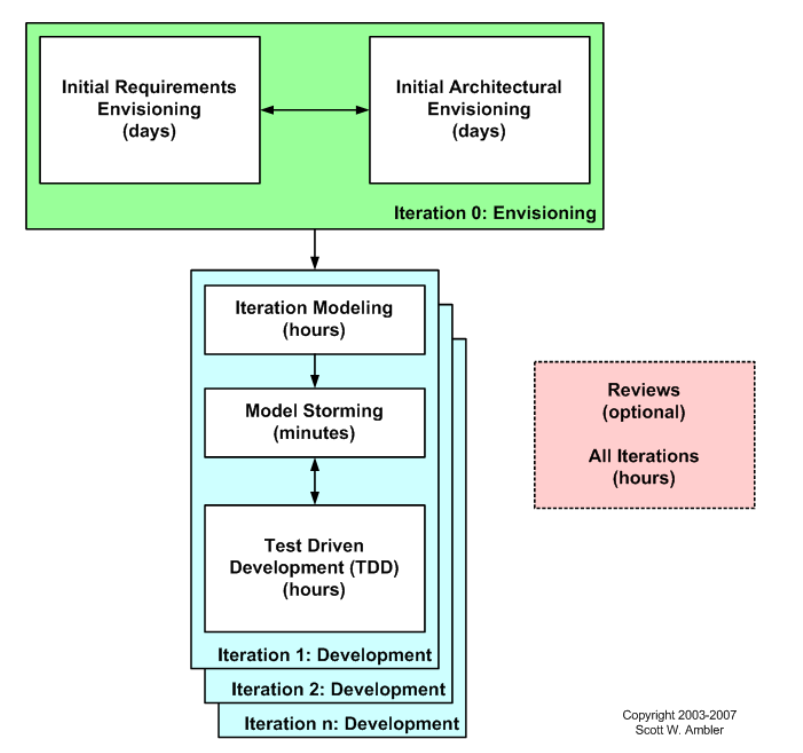 Initial Requirements
Envisioning
(days)
Initial Architectural
Envisioning
(days)
Iteration 0: Envisioning
Iteration Modeling
(hours)
Model Storming
(minutes)
Test Driven
Development (TDD)
(hours)
Iteration 1: Development
Iteration 2: Development
Iteration n: Development
Reviews
(optional)
All Iterations
(hours)
Copyright 2003-2007
Scott W. Ambler